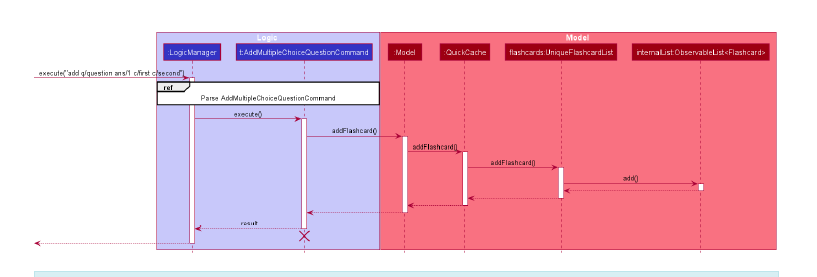 Logic
Model
:LogicManager
t:AddMultipleChoiceQuestionCommand
:Model
:QuickCache
flashcards:UniqueFlashcardList
internalList:ObservableList<Flashcard>
execute("add q/question ans/1 c/first c/second")
ref
Parse AddMultipleChoiceQuestionCommand
execute()
addFlashcard()
addFlashcard()
addFlashcard()
add()
result